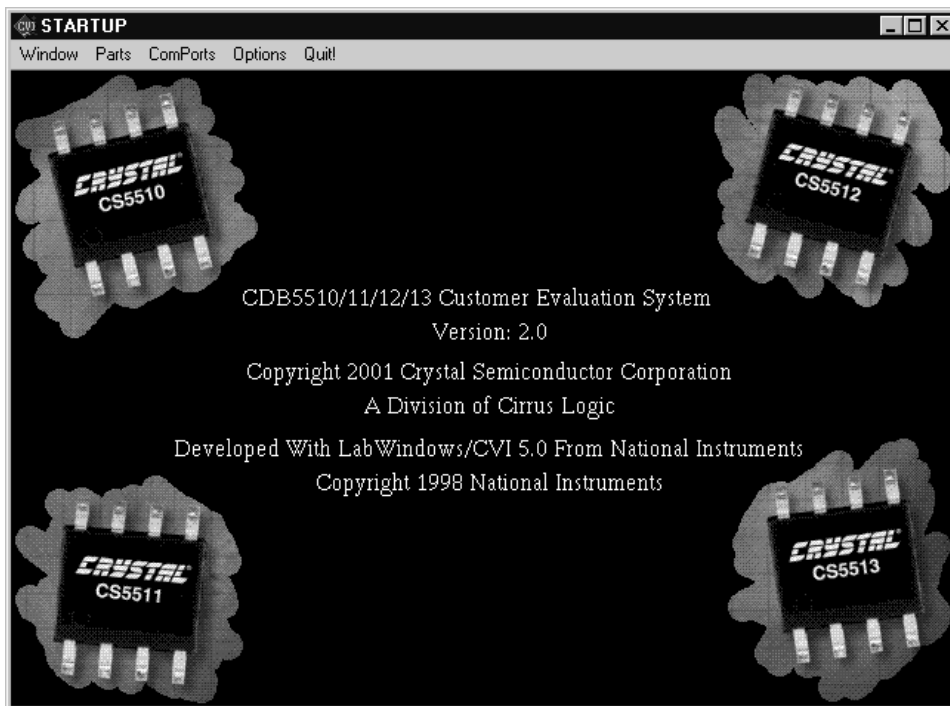 CVI STARTUP
Window Parts ComPorts Options Quit!
CRYSTAL®
CS5510
CRYSTAL®
CS5512
CDB5510/11/12/13 Customer Evaluation System
Version: 2.0
Copyright 2001 Crystal Semiconductor Corporation
A Division of Cirrus Logic
Developed With LabWindows/CVI 5.0 From National Instruments
Copyright 1998 National Instruments
CRYSTAL®
CS5511
CRYSTAL®
CS5513